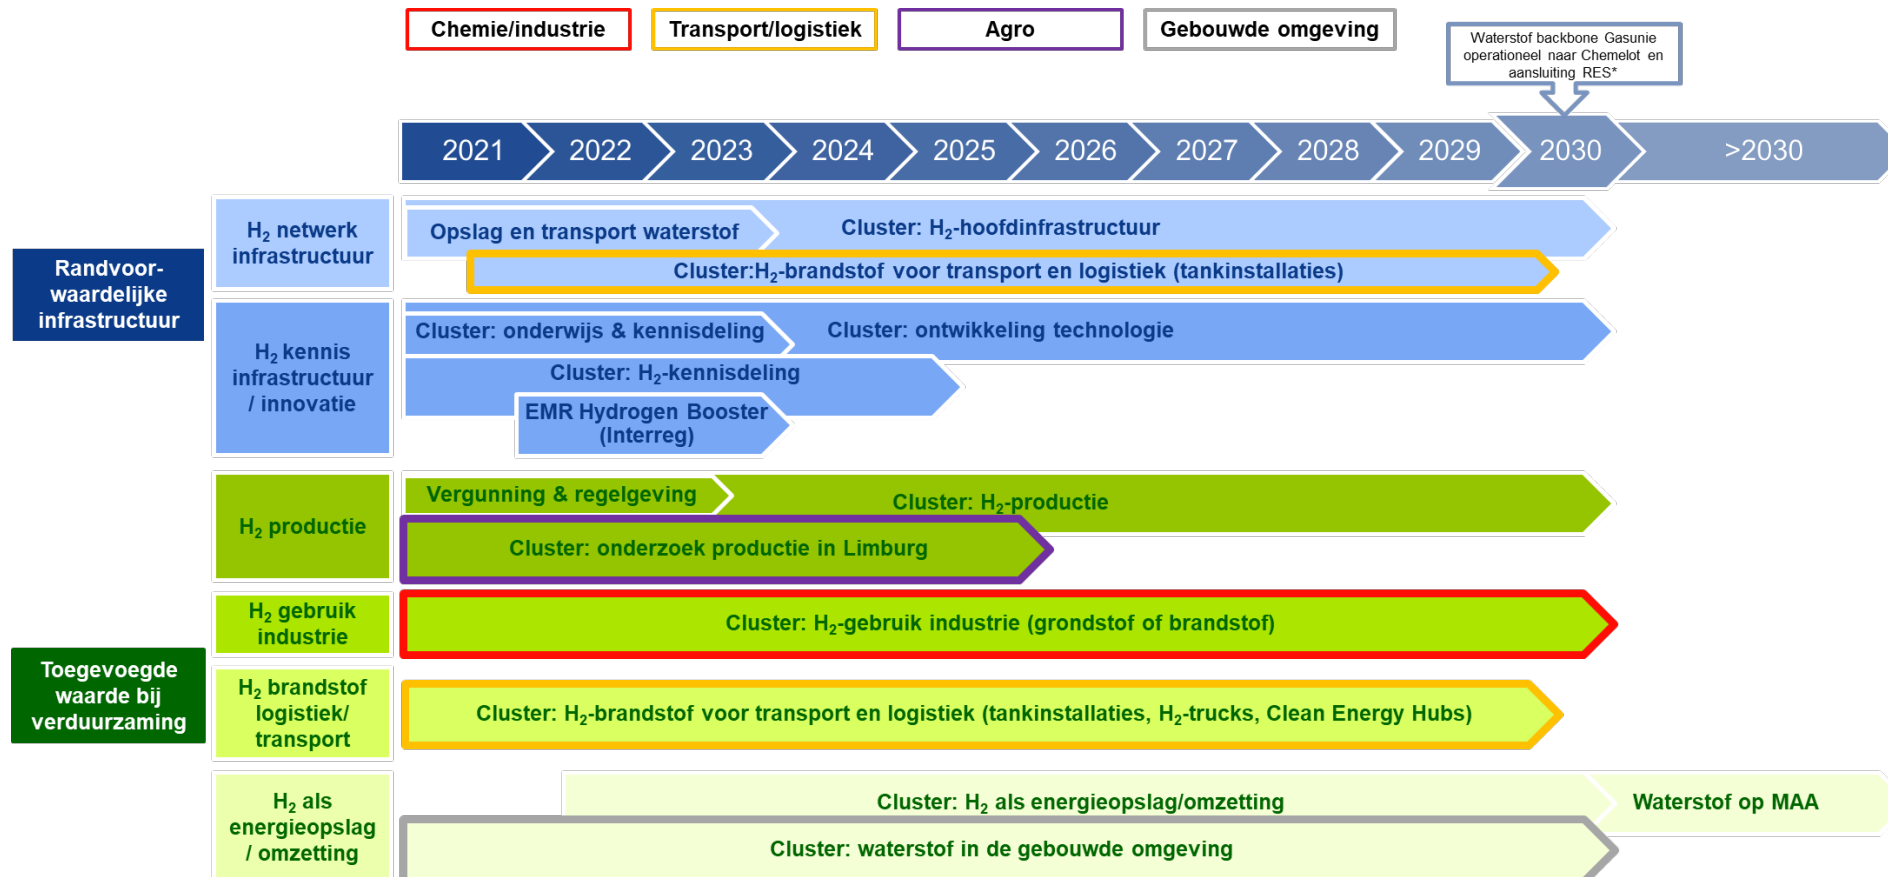 Chemie/industrie
Transport/logistiek
Agro
Gebouwde omgeving
Waterstof backbone Gasunie
operationeel naar Chemelot en
aansluiting RES*
2021
2022
2023
2024
2025
2026
2027
2028
2029
2030
>2030
Randvoor-
waardelijke
infrastructuur
H2 netwerk
infrastructuur
Opslag en transport waterstof
Cluster: H2-hoofdinfrastructuur
Cluster:H2-brandstof voor transport en logistiek (tankinstallaties)
H2 kennis
infrastructuur
/ innovatie
Cluster: onderwijs & kennisdeling
Cluster: ontwikkeling technologie
Cluster: H2-kennisdeling
EMR Hydrogen Booster
(Interreg)
Toegevoegde
waarde bij
verduurzaming
H2 productie
Vergunning & regelgeving
Cluster: H2-productie
Cluster: onderzoek productie in Limburg
H2 gebruik
industrie
Cluster: H2-gebruik industrie (grondstof of brandstof)
H2 brandstof
logistiek/
transport
Cluster: H2-brandstof voor transport en logistiek (tankinstallaties, H2-trucks, Clean Energy Hubs)
H2 als
energieopslag
/ omzetting
Cluster: H2 als energieopslag/omzetting
Waterstof op MAA
Cluster: waterstof in de gebouwde omgeving